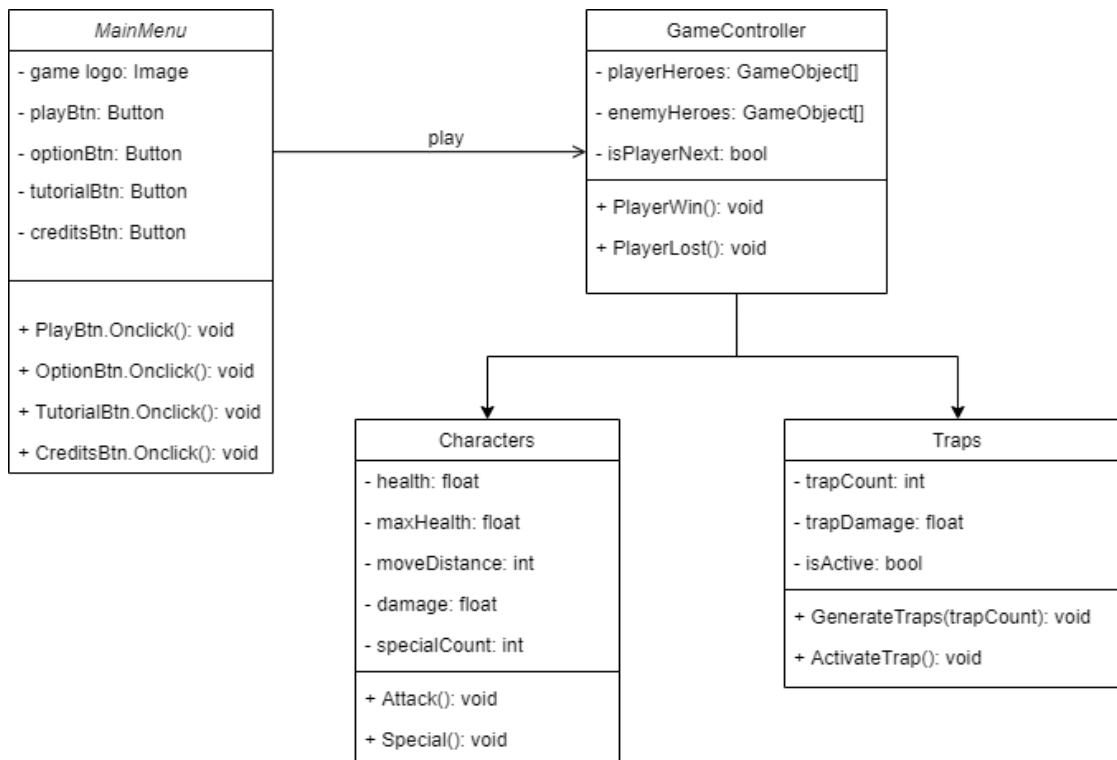 MainMenu
- game logo: Image
- playBtn: Button
- optionBtn: Button
- tutorialBtn: Button
- creditsBtn: Button
+ PlayBtn.Onclick(): void
+ OptionBtn.Onclick(): void
+ TutorialBtn.Onclick(): void
+ CreditsBtn.Onclick(): void
play
GameController
- playerHeroes: GameObject[]
- enemyHeroes: GameObject[]
- isPlayerNext: bool
+ PlayerWin(): void
+ PlayerLost(): void
Characters
- health: float
- maxHealth: float
- moveDistance: int
- damage: float
- specialCount: int
+ Attack(): void
+ Special(): void
Traps
- trapCount: int
- trapDamage: float
- isActive: bool
+ GenerateTraps(trapCount): void
+ ActivateTrap(): void